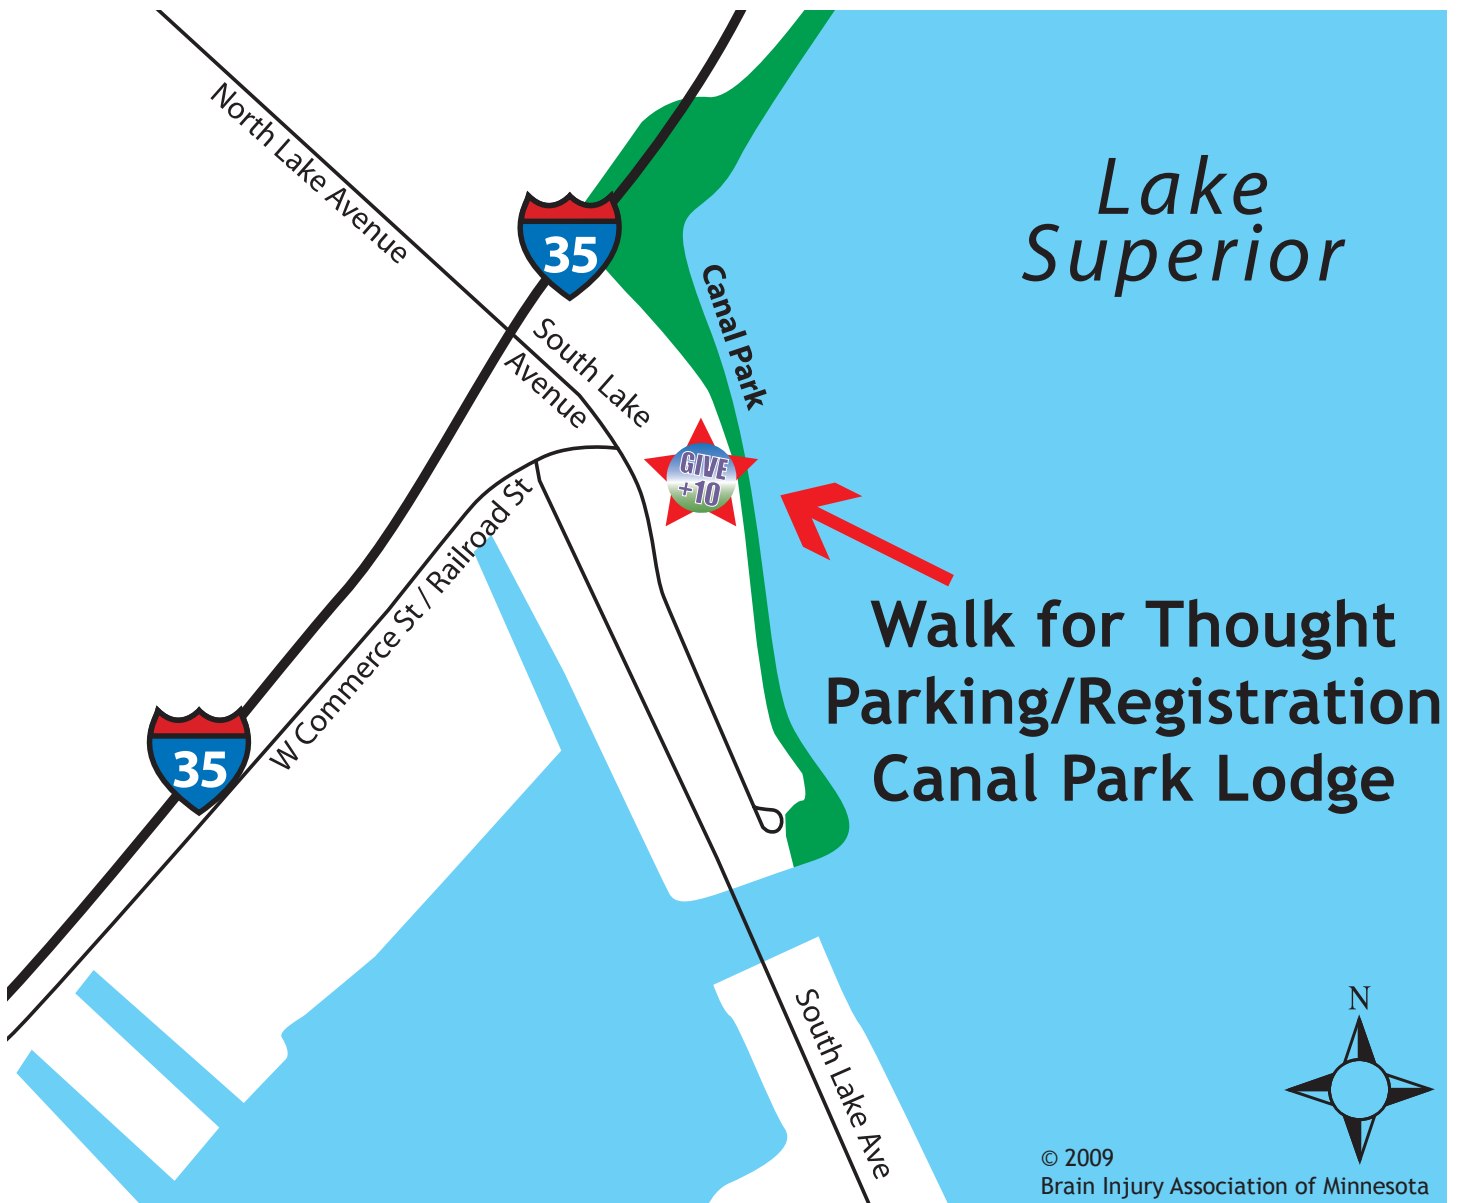 North Lake Avenue
35
Lake
Superior
Canal Park
South Lake
Avenue
GIVE
+10
W Commerce St / Railroad St
Walk for Thought
Parking/Registration
Canal Park Lodge
35
South Lake Ave
N
© 2009
Brain Injury Association of Minnesota